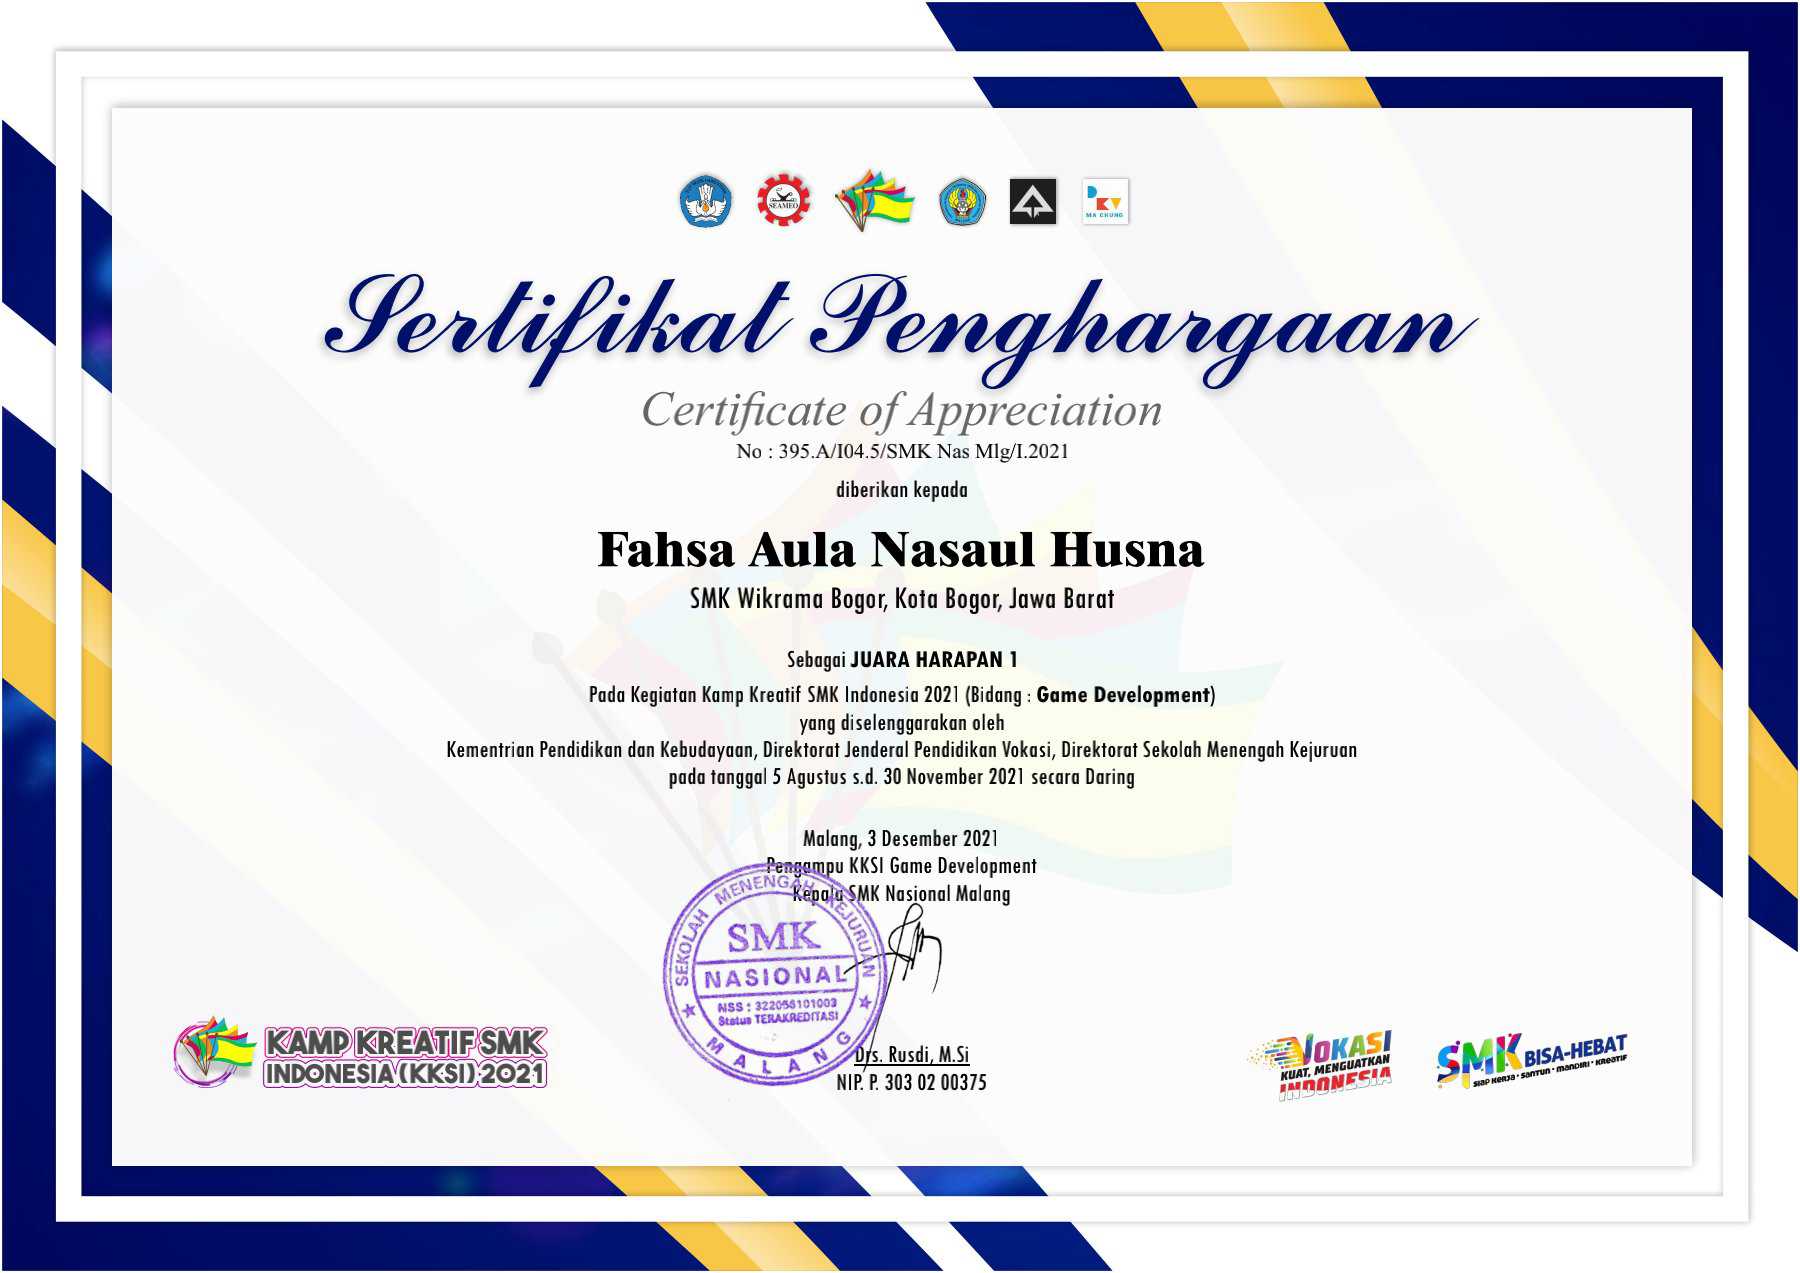 SEAMEO
DKV
MA CHUNG
Sertifikat Penghargaan
Certificate of Appreciation
No : 395.A/I04.5/SMK Nas Mlg/I.2021
diberikan kepada
Fahsa Aula Nasaul Husna
SMK Wikrama Bogor, Kota Bogor, Jawa Barat
Sebagai JUARA HARAPAN 1
Pada Kegiatan Kamp Kreatif SMK Indonesia 2021 (Bidang : Game Development)
yang diselenggarakan oleh
Kementrian Pendidikan dan Kebudayaan, Direktorat Jenderal Pendidikan Vokasi, Direktorat Sekolah Menengah Kejuruan
pada tanggal 5 Agustus s.d. 30 November 2021 secara Daring
Malang, 3 Desember 2021
Pengampu KKSI Game Development
Kepala SMK Nasional Malang
SEKOLAH MENENGAH KEJURUAN
SMK
NASIONAL
NSS : 322056101003
Status TERAKREDITASI
MALANG
Drs. Rusdi, M.Si
NIP. P. 303 02 00375
KAMP KREATIF SMK
INDONESIA (KKSI) 2021
VOKASI
KUAT, MENGUATKAN
INDONESIA
SMK BISA-HEBAT
SIAP KERJA • SANTUN • MANDIRI • KREATIF